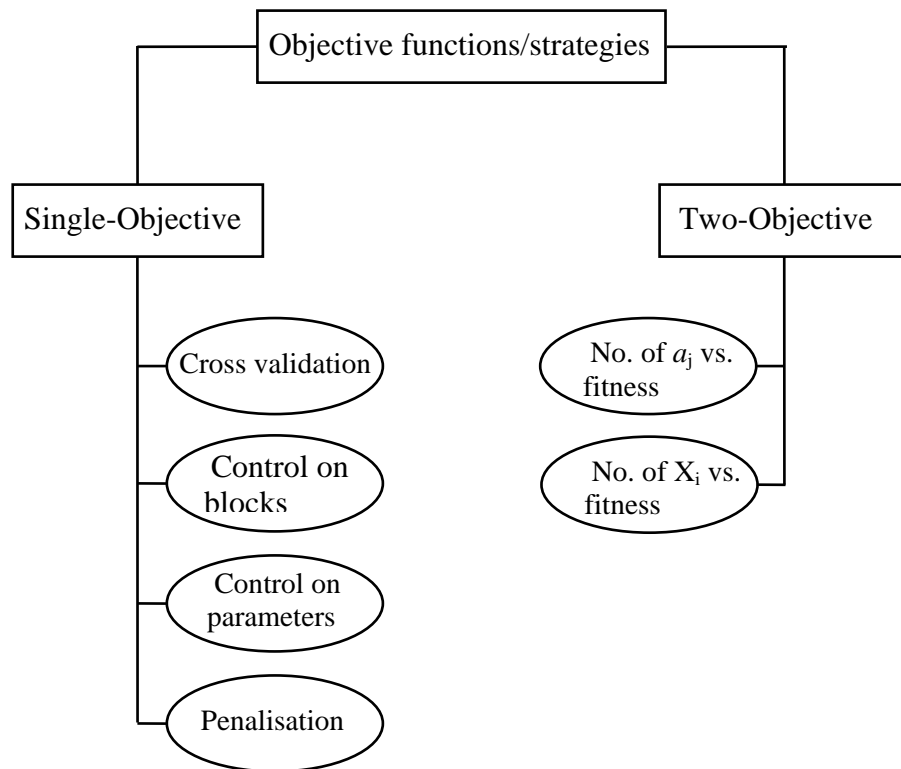 Objective functions/strategies
Single-Objective
Two-Objective
Cross validation
Control on
blocks
Control on
parameters
Penalisation
No. of aj vs.
fitness
No. of Xi vs.
fitness